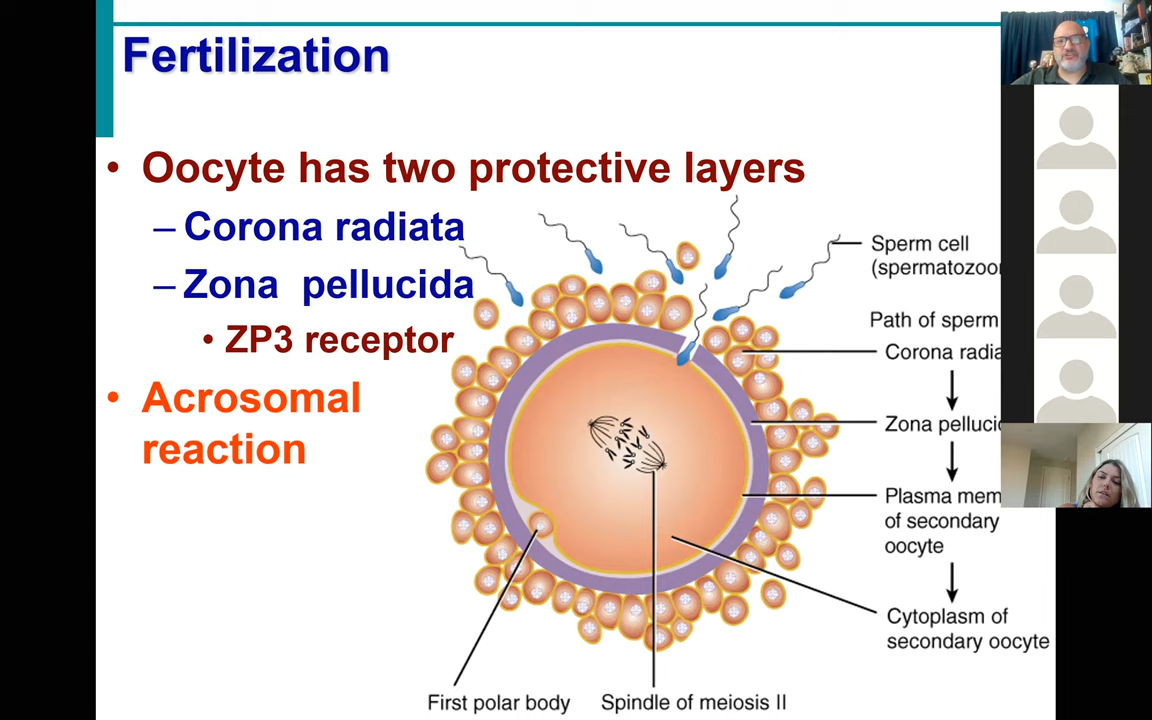 Fertilization
• Oocyte has two protective layers
– Corona radiata
– Zona pellucida
• ZP3 receptor
• Acrosomal
reaction
Sperm cell
(spermatozoo
Path of sperm
Corona radia
Zona pellucid
Plasma mem
of secondary
oocyte
Cytoplasm of
secondary oocyte
First polar body
Spindle of meiosis II